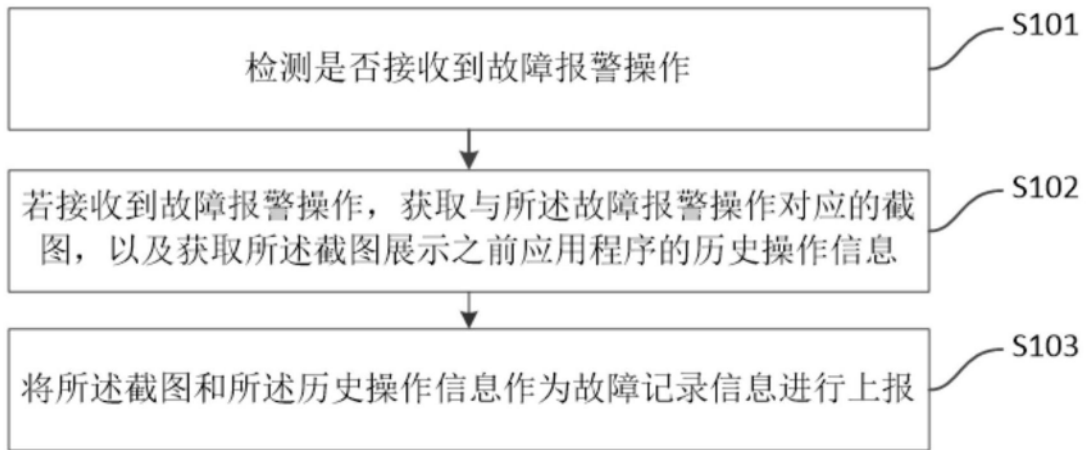 检测是否接收到故障报警操作
S101
若接收到故障报警操作，获取与所述故障报警操作对应的截
图，以及获取所述截图展示之前应用程序的历史操作信息
S102
将所述截图和所述历史操作信息作为故障记录信息进行上报
S103